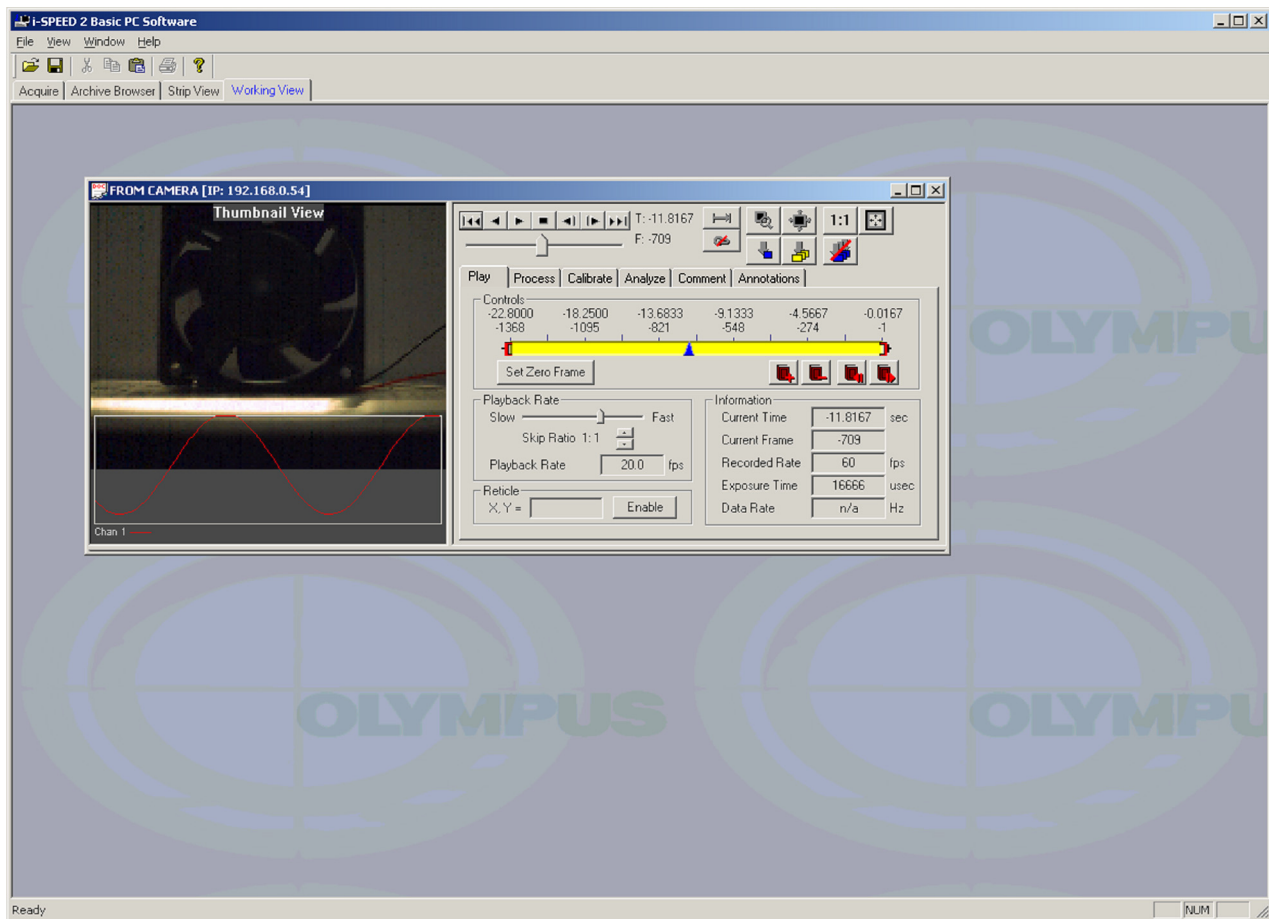 i-SPEED 2 Basic PC Software
File View Window Help
Acquire Archive Browser Strip View Working View
FROM CAMERA [IP: 192.168.0.54]
Thumbnail View
T: -11.8167
F: -709
1:1
Play Process Calibrate Analyze Comment Annotations
Controls
-22.8000 -18.2500 -13.6833 -9.1333 -4.5667 -0.0167
-1368 -1095 -821 -548 -274 -1
Set Zero Frame
Playback Rate
Slow Fast
Skip Ratio 1:1
Playback Rate 20.0 fps
Reticle
X,Y = Enable
Information
Current Time -11.8167 sec
Current Frame -709
Recorded Rate 60 fps
Exposure Time 16666 usec
Data Rate n/a Hz
Chan 1
OLYMPU
OLYMPUS
OLYMPU
Ready NUM